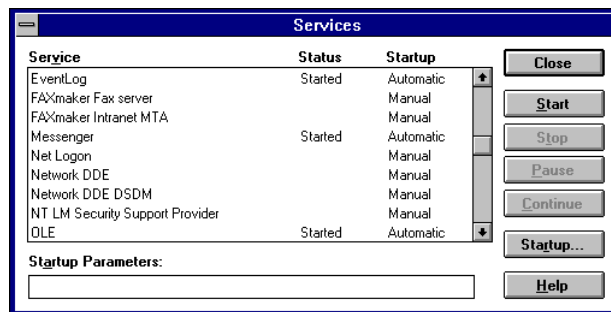 Services
Service Status Startup
EventLog Started Automatic
FAXmaker Fax server Manual
FAXmaker Intranet MTA Manual
Messenger Started Automatic
Net Logon Manual
Network DDE Manual
Network DDE DSDM Manual
NT LM Security Support Provider Manual
OLE Started Automatic
Startup Parameters:
Close
Start
Stop
Pause
Continue
Startup...
Help